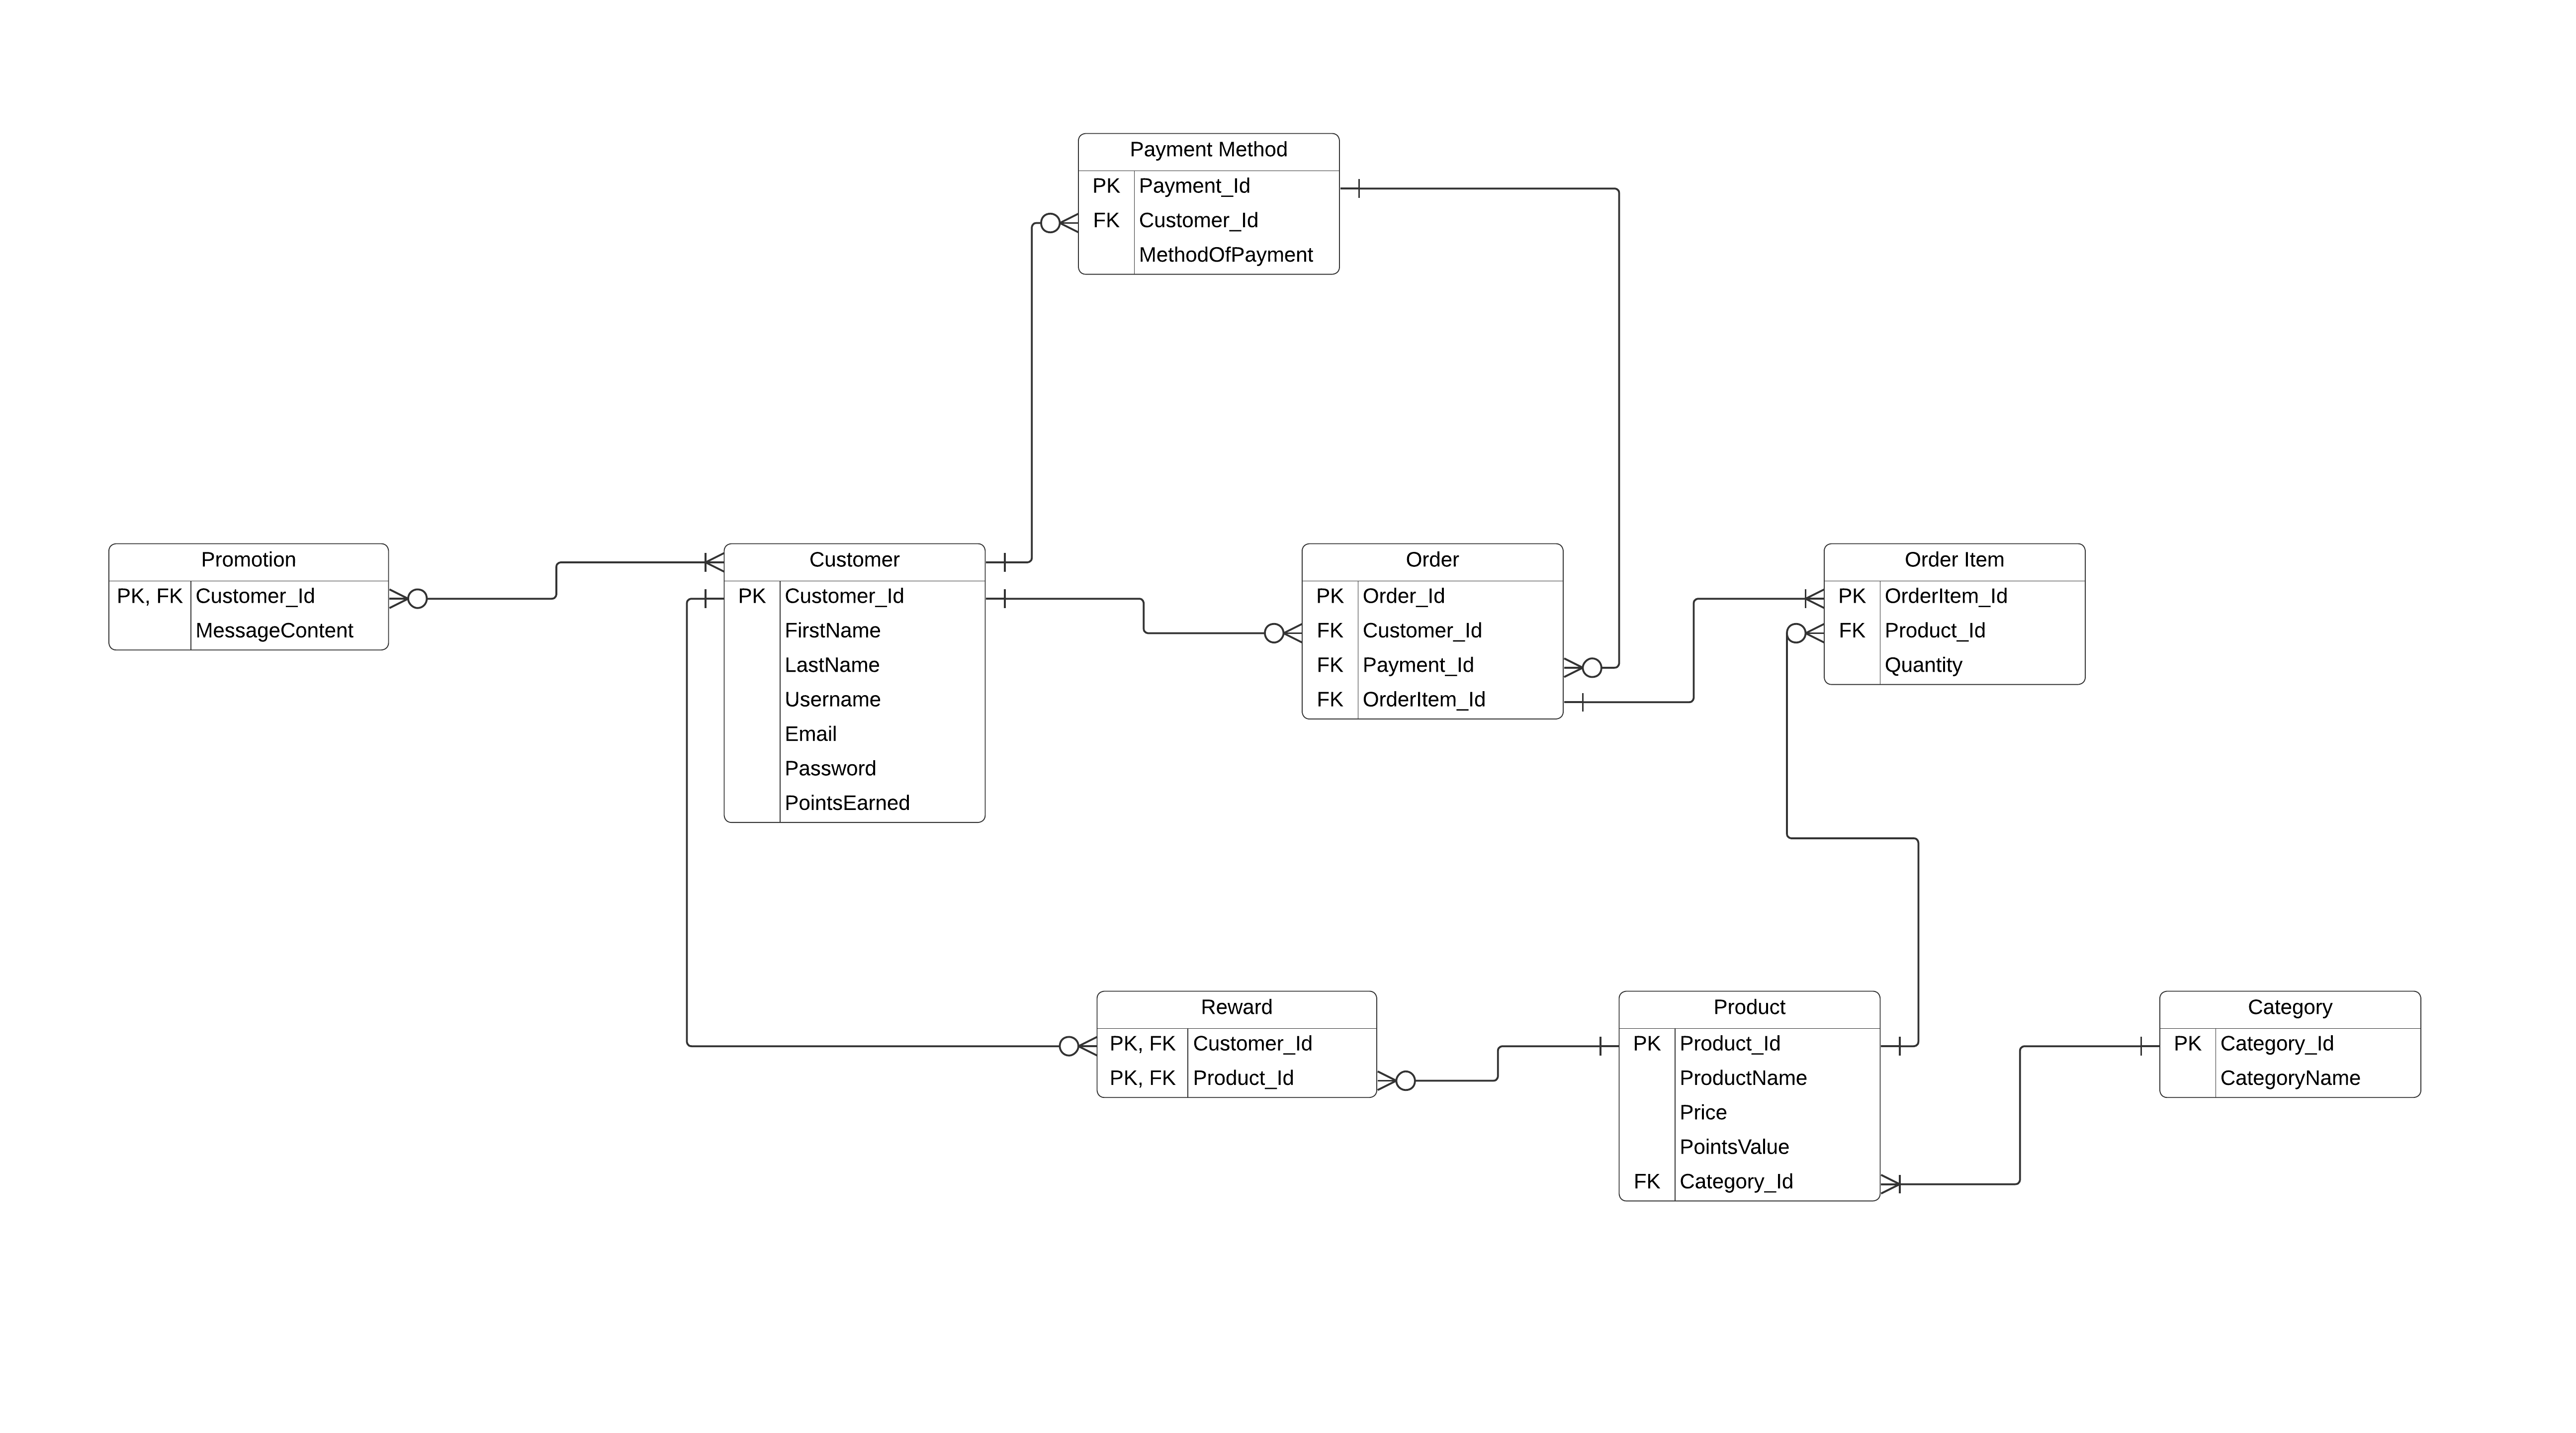 Payment Method
PK Payment_Id
FK Customer_Id
MethodOfPayment
Promotion
PK, FK Customer_Id
MessageContent
Customer
PK Customer_Id
FirstName
LastName
Username
Email
Password
PointsEarned
Order
PK Order_Id
FK Customer_Id
FK Payment_Id
FK OrderItem_Id
Order Item
PK OrderItem_Id
FK Product_Id
Quantity
Reward
PK, FK Customer_Id
PK, FK Product_Id
Product
PK Product_Id
ProductName
Price
PointsValue
FK Category_Id
Category
PK Category_Id
CategoryName